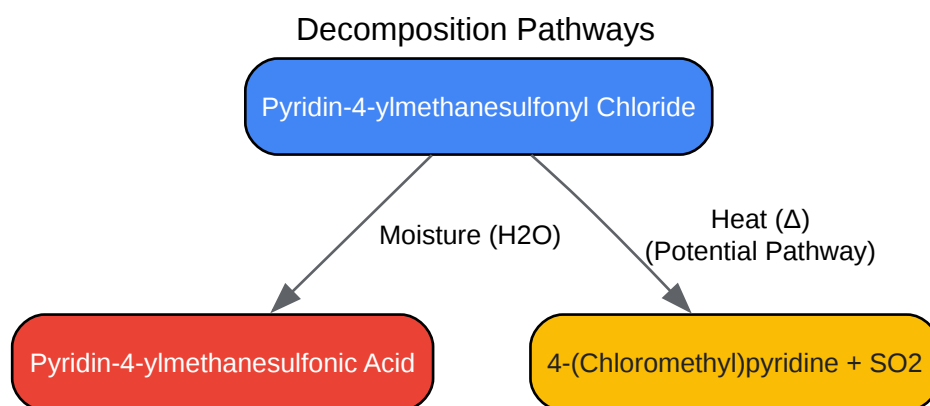 Decomposition Pathways
Pyridin-4-ylmethanesulfonyl Chloride
Moisture (H2O)
Heat (Δ)
(Potential Pathway)
Pyridin-4-ylmethanesulfonic Acid
4-(Chloromethyl)pyridine + SO2